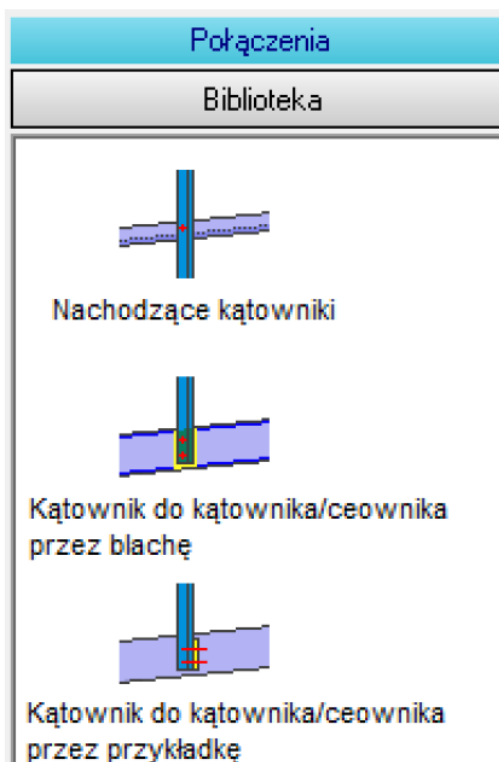 Połączenia
Biblioteka
Nachodzące kątowniki
Kątownik do kątownika/ceownika
przez blachę
Kątownik do kątownika/ceownika
przez przykładkę